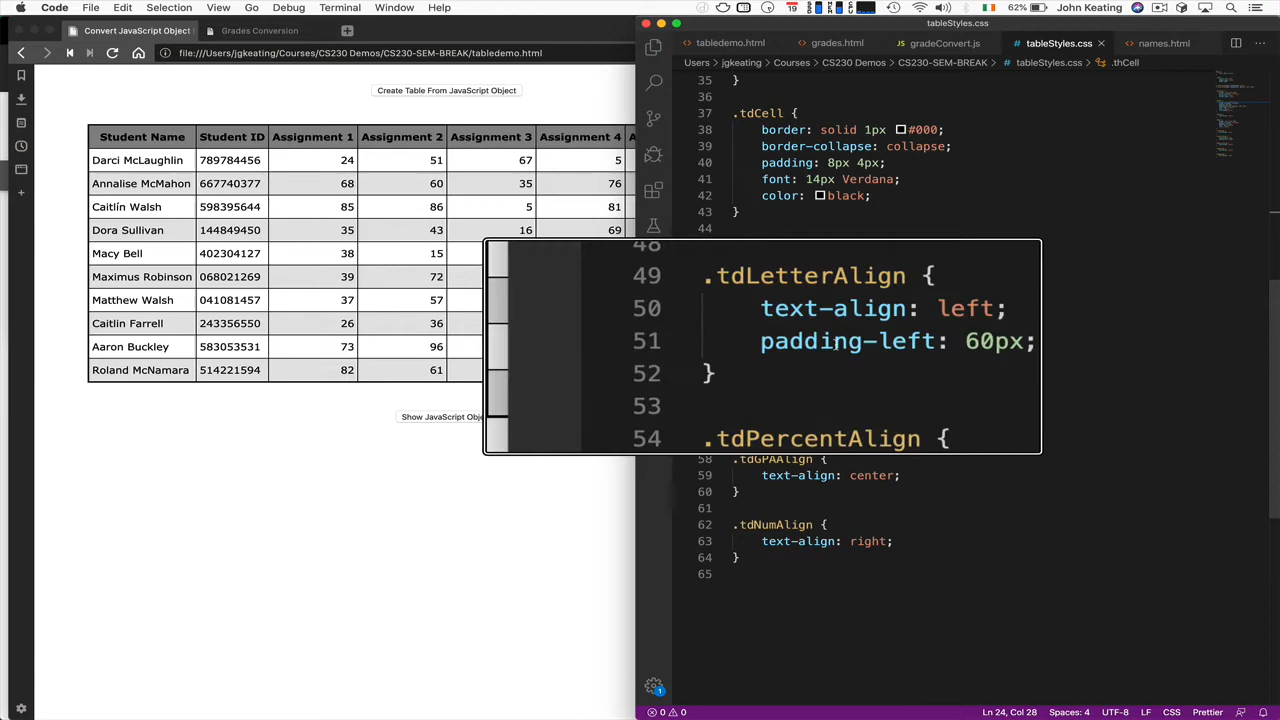 Code File Edit Selection View Go Debug Terminal Window Help
62% John Keating
Convert JavaScript Object
Grades Conversion
file:///Users/jgkeating/Courses/CS230 Demos/CS230-SEM-BREAK/tabledemo.html
Create Table From JavaScript Object
Student Name Student ID Assignment 1 Assignment 2 Assignment 3 Assignment 4
Darci McLaughlin 789784456 24 51 67 5
Annalise McMahon 667740377 68 60 35 76
Caitlín Walsh 598395644 85 86 5 81
Dora Sullivan 144849450 35 43 16 69
Macy Bell 402304127 38 15
Maximus Robinson 068021269 39 72
Matthew Walsh 041081457 37 57
Caitlin Farrell 243356550 26 36
Aaron Buckley 583053531 73 96
Roland McNamara 514221594 82 61
Show JavaScript Obje
tableStyles.css
tabledemo.html
grades.html
JS gradeConvert.js
# tableStyles.css
names.html
Users > jgkeating > Courses > CS230 Demos > CS230-SEM-BREAK > # tableStyles.css > .thCell
35 }
36
37 .tdCell {
38 border: solid 1px #000;
39 border-collapse: collapse;
40 padding: 8px 4px;
41 font: 14px Verdana;
42 color: black;
43 }
44
48
49 .tdLetterAlign {
50 text-align: left;
51 padding-left: 60px;
52 }
53
54 .tdPercentAlign {
58 .tdGPAAlign {
59 text-align: center;
60 }
61
62 .tdNumAlign {
63 text-align: right;
64 }
65
1
0 0
Ln 24, Col 28 Spaces: 4 UTF-8 LF CSS Prettier